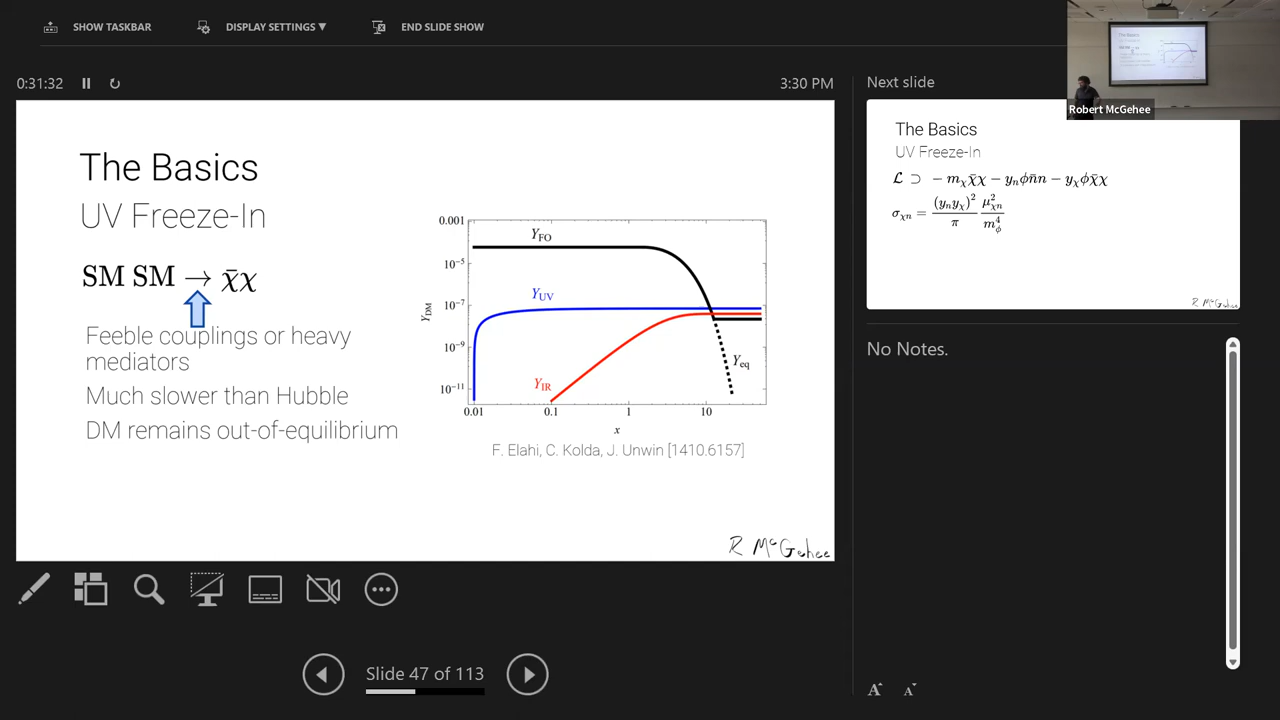 SHOW TASKBAR
DISPLAY SETTINGS ▼
END SLIDE SHOW
0:31:32
3:30 PM
The Basics
UV Freeze-In
SM SM → χ̄χ
Feeble couplings or heavy
mediators
Much slower than Hubble
DM remains out-of-equilibrium
0.001
10⁻⁵
10⁻⁷
10⁻⁹
10⁻¹¹
Y_DM
Y_FO
Y_UV
Y_IR
Y_eq
0.01
0.1
1
10
x
F. Elahi, C. Kolda, J. Unwin [1410.6157]
R McGehee
Slide 47 of 113
Next slide
Robert McGehee
The Basics
UV Freeze-In
ℒ ⊃ − m_χ χ̄χ − y_n ϕn̄n − y_χ ϕχ̄χ
σ_χn = (y_n y_χ)² / π μ²_χn / m⁴_ϕ
R McGehee
No Notes.
A A